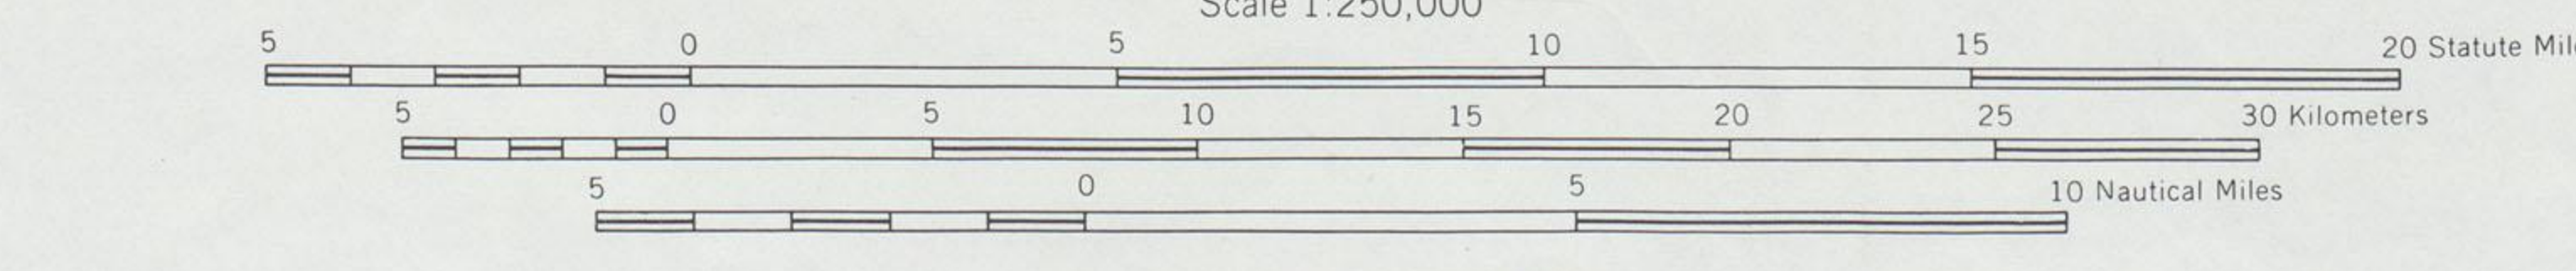 Scale 1:250,000
5 0 5 10 15 20 Statute
5 0 5 10 15 20 25 30 Kilometers
5 0 5 10 Nautical Miles